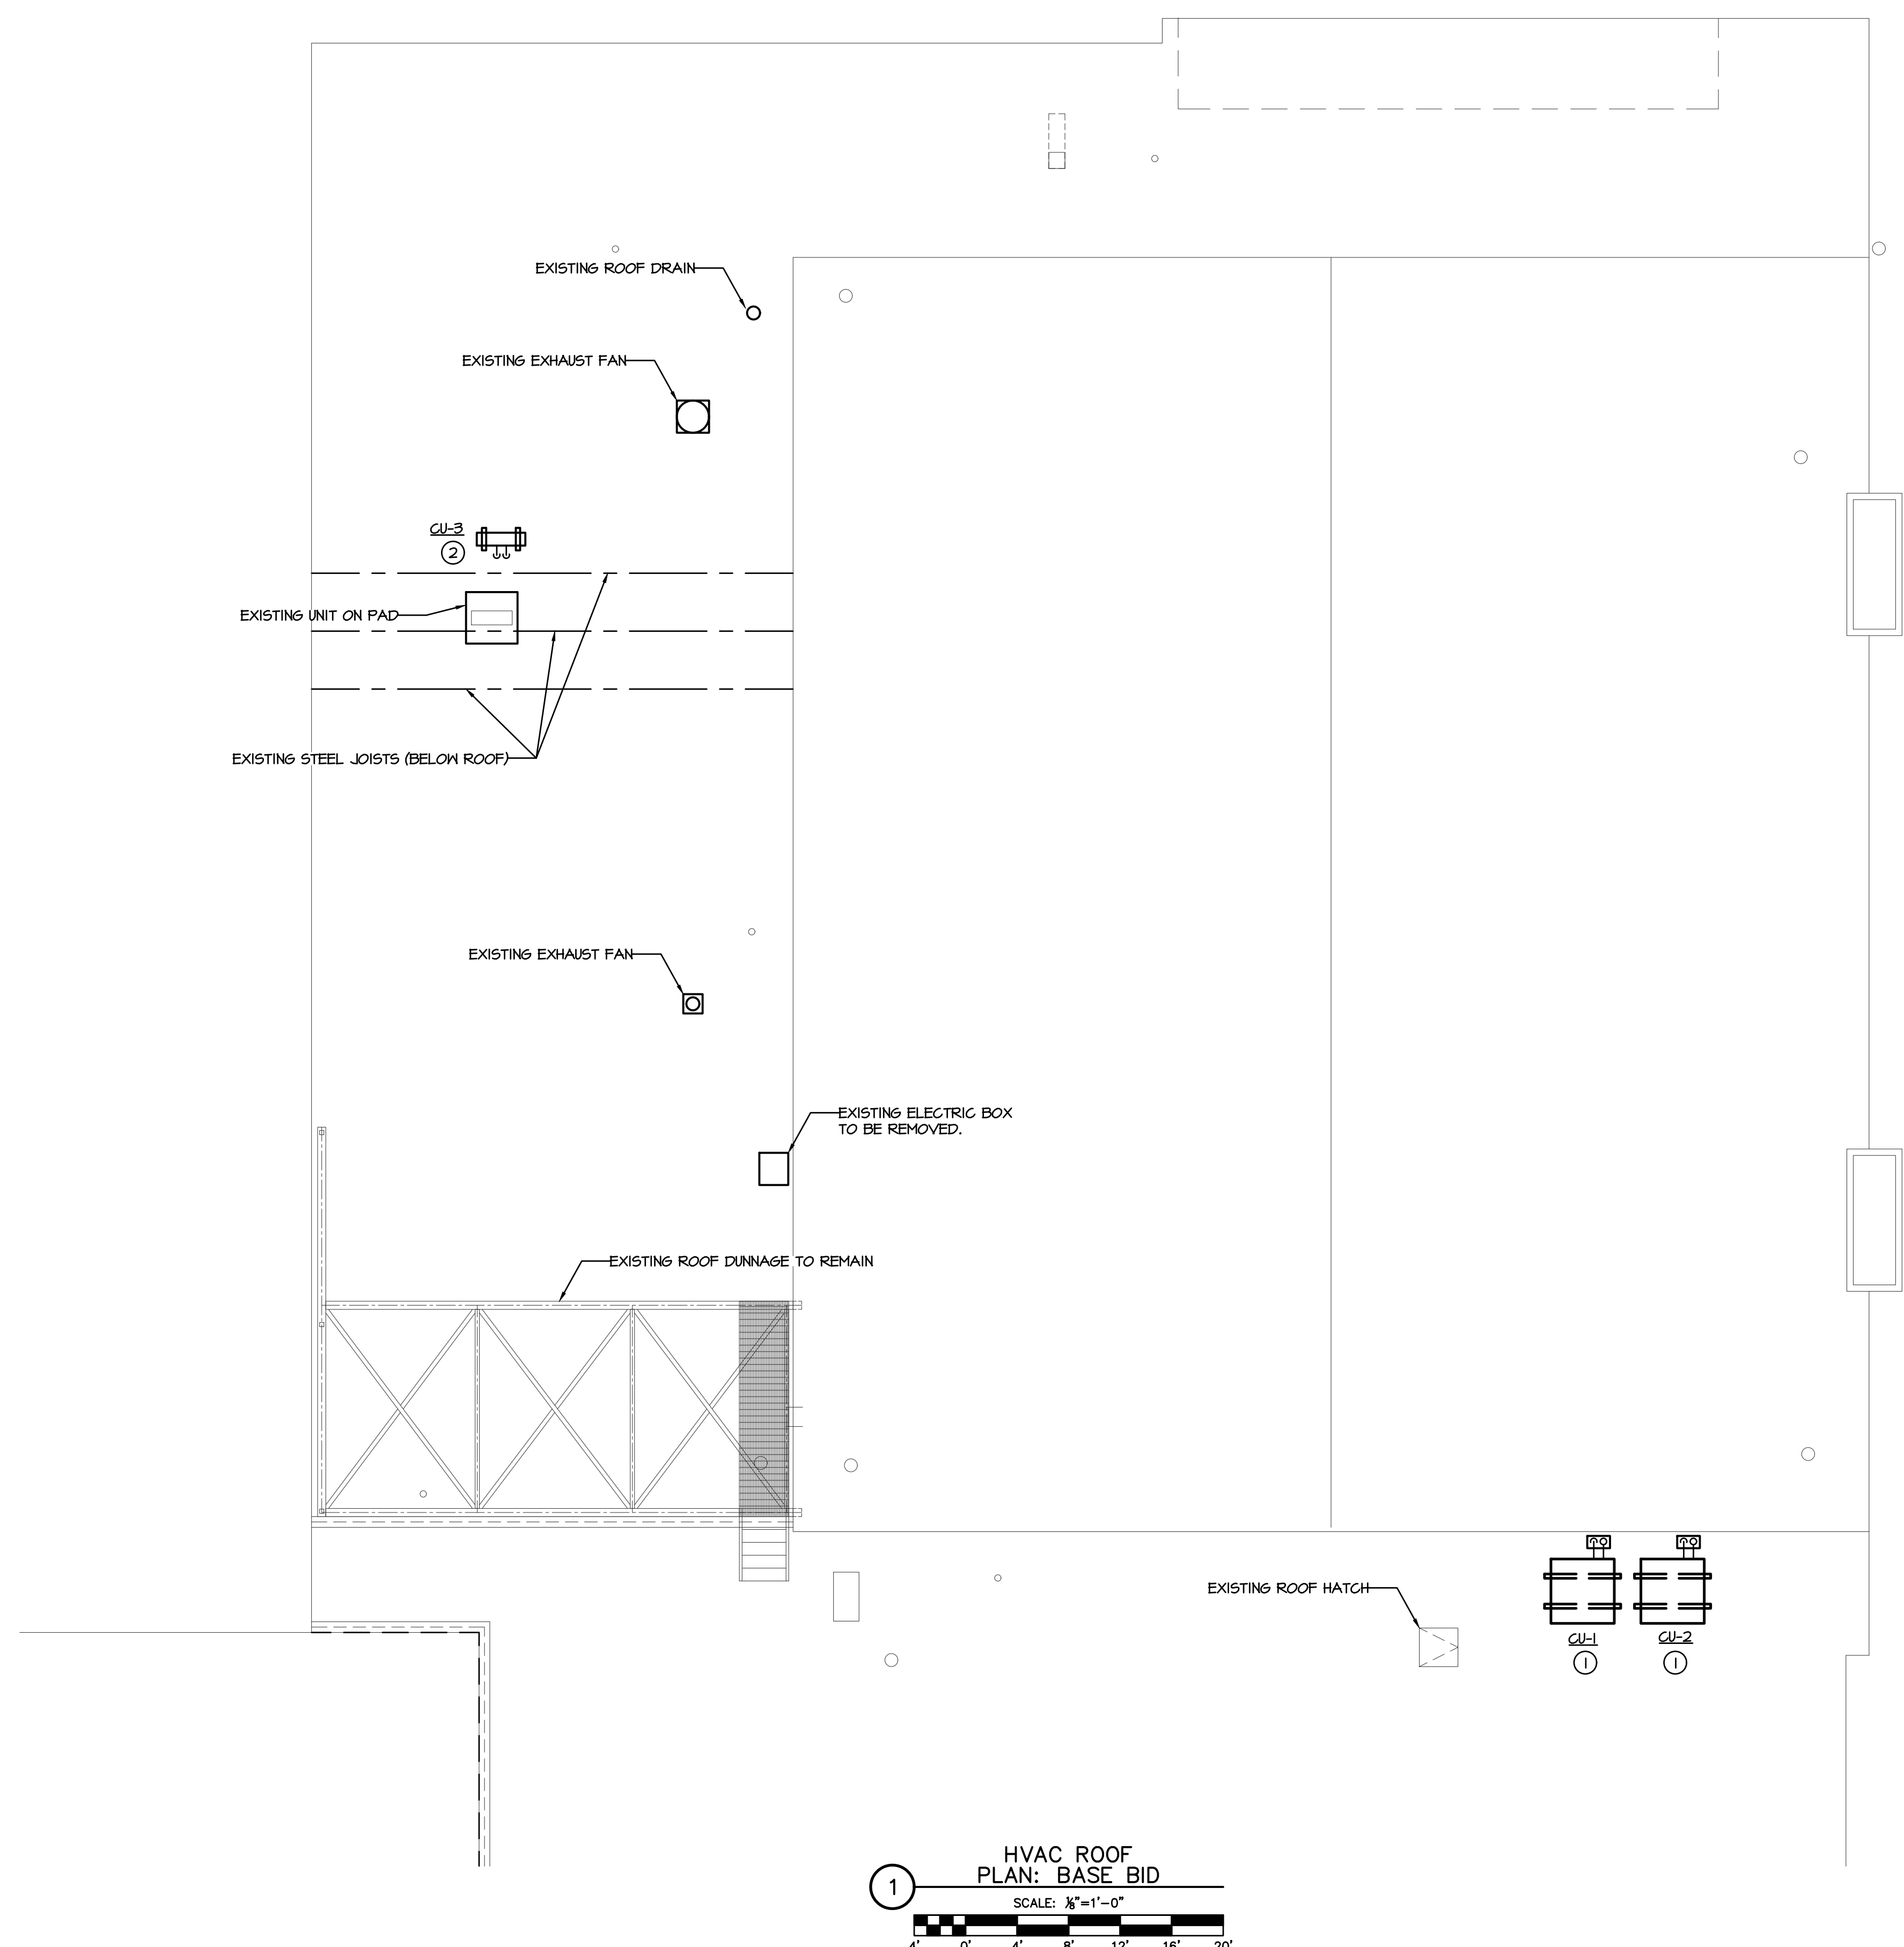 EXISTING ROOF DRAIN
EXISTING EXHAUST FAN
CU-3
2
EXISTING UNIT ON PAD
EXISTING STEEL JOISTS (BELOW ROOF)
EXISTING EXHAUST FAN
EXISTING ELECTRIC BOX
TO BE REMOVED.
EXISTING ROOF DUNNAGE TO REMAIN
EXISTING ROOF HATCH
CU-1
1
CU-2
1
HVAC ROOF
PLAN: BASE BID
1
SCALE: ⅛"=1'-0"
4' 0' 4' 8' 12' 16' 20'